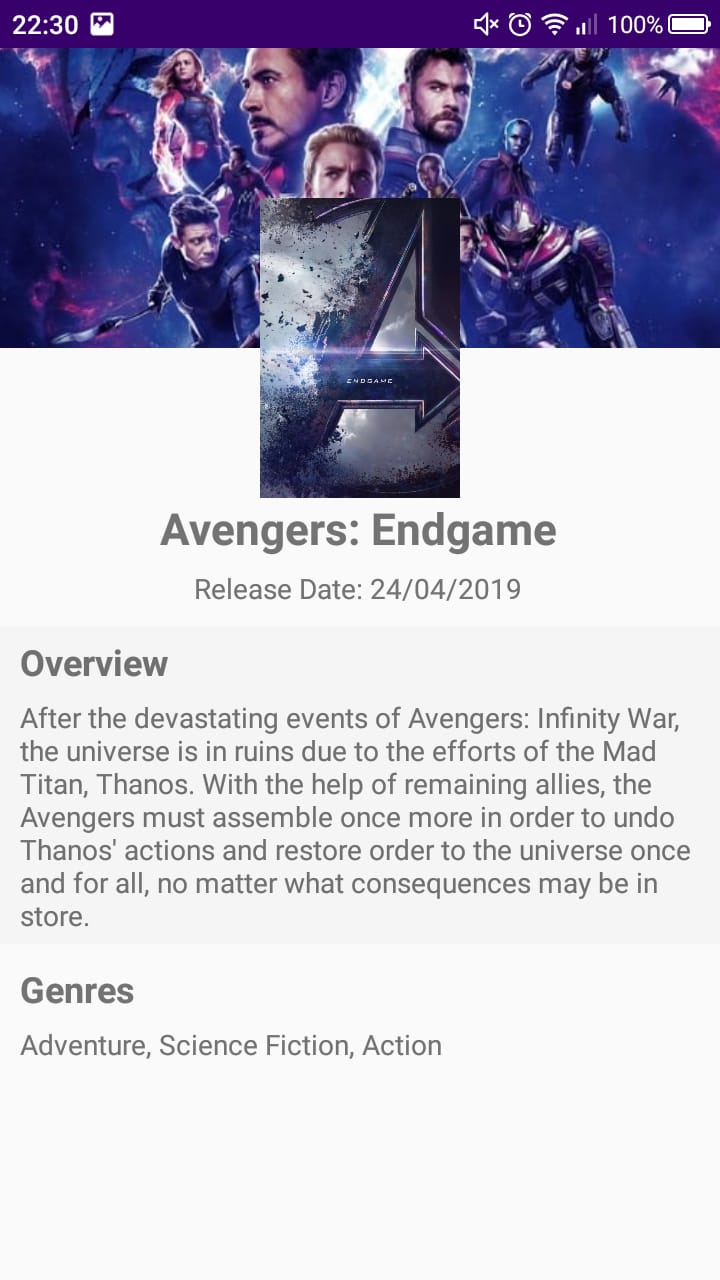 22:30 100%
ENDGAME
Avengers: Endgame
Release Date: 24/04/2019
Overview
After the devastating events of Avengers: Infinity War,
the universe is in ruins due to the efforts of the Mad
Titan, Thanos. With the help of remaining allies, the
Avengers must assemble once more in order to undo
Thanos' actions and restore order to the universe once
and for all, no matter what consequences may be in
store.
Genres
Adventure, Science Fiction, Action